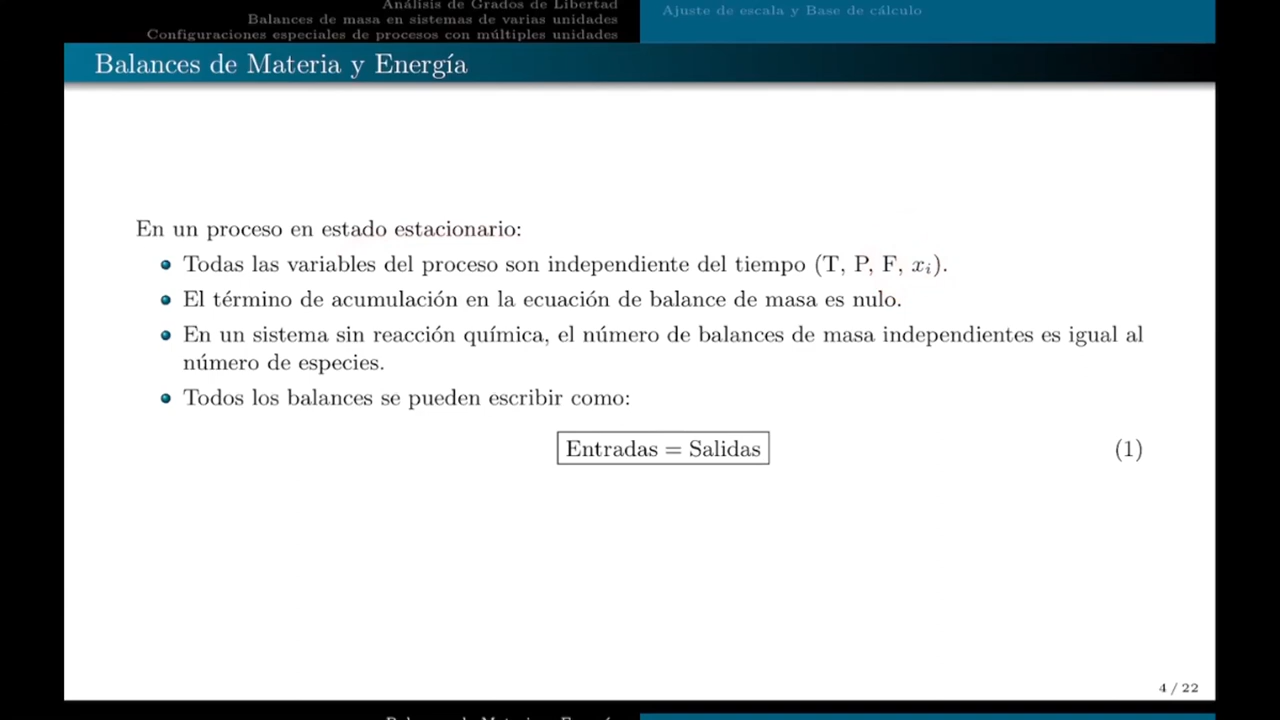 Análisis de Grados de Libertad
Balances de masa en sistemas de varias unidades
Configuraciones especiales de procesos con múltiples unidades
Ajuste de escala y Base de cálculo
Balances de Materia y Energía
En un proceso en estado estacionario:
Todas las variables del proceso son independiente del tiempo (T, P, F, xᵢ).
El término de acumulación en la ecuación de balance de masa es nulo.
En un sistema sin reacción química, el número de balances de masa independientes es igual al
número de especies.
Todos los balances se pueden escribir como:
Entradas = Salidas (1)
4 / 22